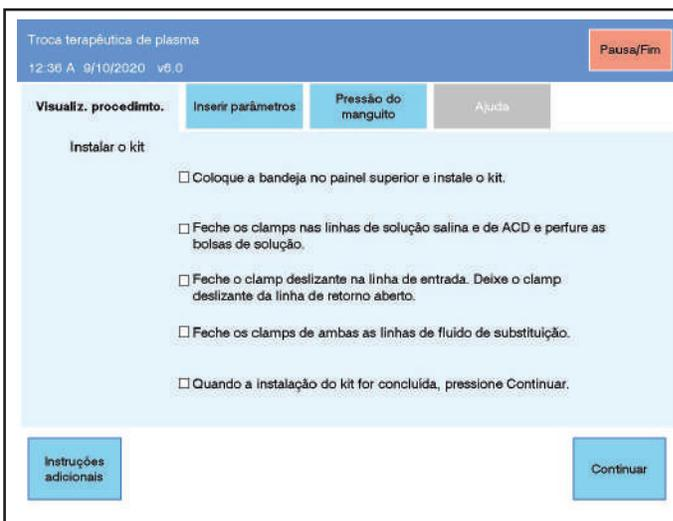 Troca terapêutica de plasma
Pausa/Fim
12:36 A 9/10/2020 v6.0
Visualiz. procedimto.
Inserir parâmetros
Pressão do
manguito
Ajuda
Instalar o kit
Coloque a bandeja no painel superior e instale o kit.
Feche os clamps nas linhas de solução salina e de ACD e perfure as
bolsas de solução.
Feche o clamp deslizante na linha de entrada. Deixe o clamp
deslizante da linha de retorno aberto.
Feche os clamps de ambas as linhas de fluido de substituição.
Quando a instalação do kit for concluída, pressione Continuar.
Instruções
adicionais
Continuar